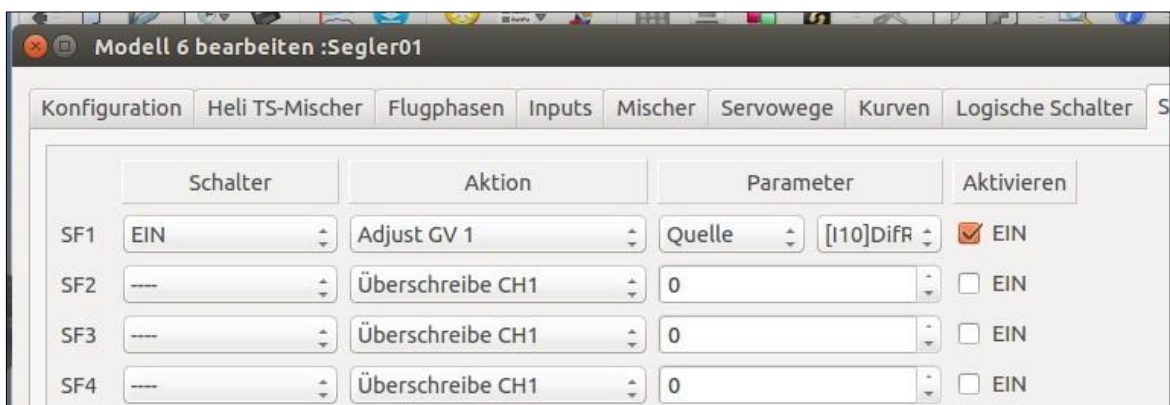 Modell 6 bearbeiten :Segler01
Konfiguration Heli TS-Mischer Flugphasen Inputs Mischer Servowege Kurven Logische Schalter S
Schalter Aktion Parameter Aktivieren
SF1 EIN Adjust GV 1 Quelle [I10]DifR EIN
SF2 ---- Überschreibe CH1 0 EIN
SF3 ---- Überschreibe CH1 0 EIN
SF4 ---- Überschreibe CH1 0 EIN